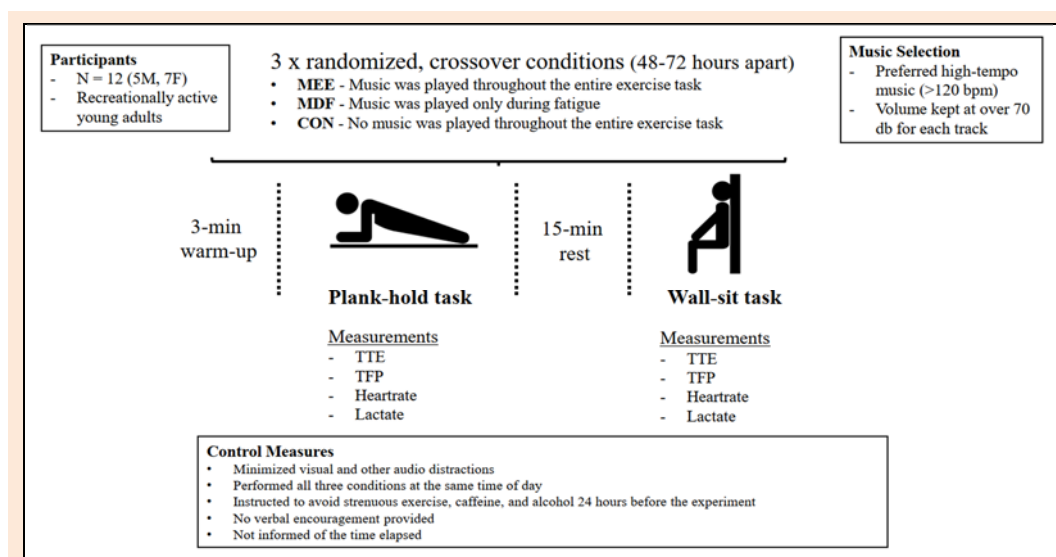 Participants
- N = 12 (5M, 7F)
- Recreationally active
young adults
3 x randomized, crossover conditions (48-72 hours apart)
• MEE - Music was played throughout the entire exercise task
• MDF - Music was played only during fatigue
• CON - No music was played throughout the entire exercise task
Music Selection
- Preferred high-tempo
music (>120 bpm)
- Volume kept at over 70
db for each track
3-min
warm-up
Plank-hold task
Measurements
- TTE
- TFP
- Heartrate
- Lactate
15-min
rest
Wall-sit task
Measurements
- TTE
- TFP
- Heartrate
- Lactate
Control Measures
• Minimized visual and other audio distractions
• Performed all three conditions at the same time of day
• Instructed to avoid strenuous exercise, caffeine, and alcohol 24 hours before the experiment
• No verbal encouragement provided
• Not informed of the time elapsed